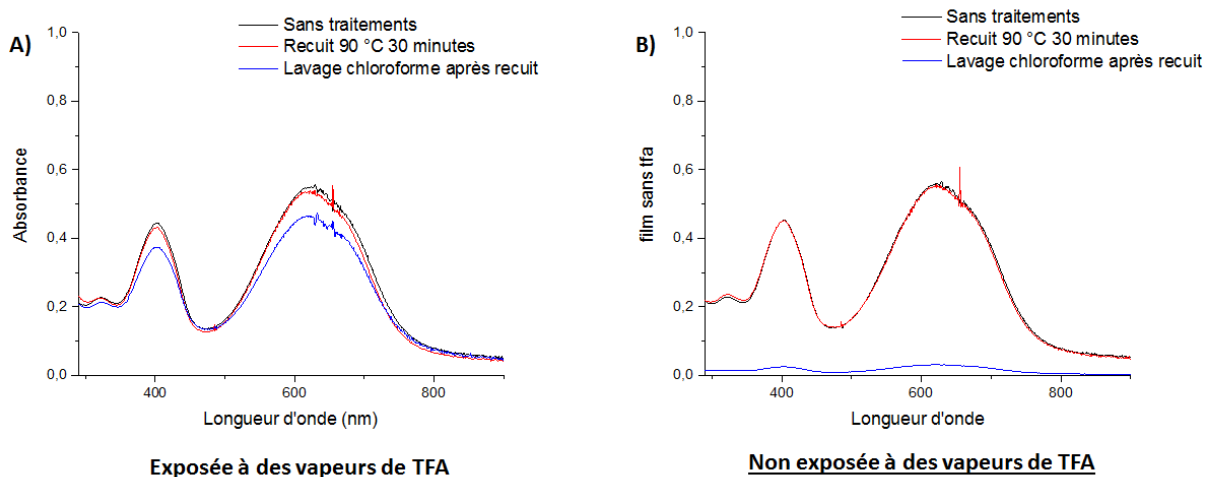 A)
Sans traitements
Recuit 90 °C 30 minutes
Lavage chloroforme après recuit
1,0
0,8
0,6
0,4
0,2
0,0
Absorbance
400
600
800
Longueur d'onde (nm)
Exposée à des vapeurs de TFA
B)
Sans traitements
Recuit 90 °C 30 minutes
Lavage chloroforme après recuit
1,0
0,8
0,6
0,4
0,2
0,0
film sans tfa
400
600
800
Longueur d'onde
Non exposée à des vapeurs de TFA